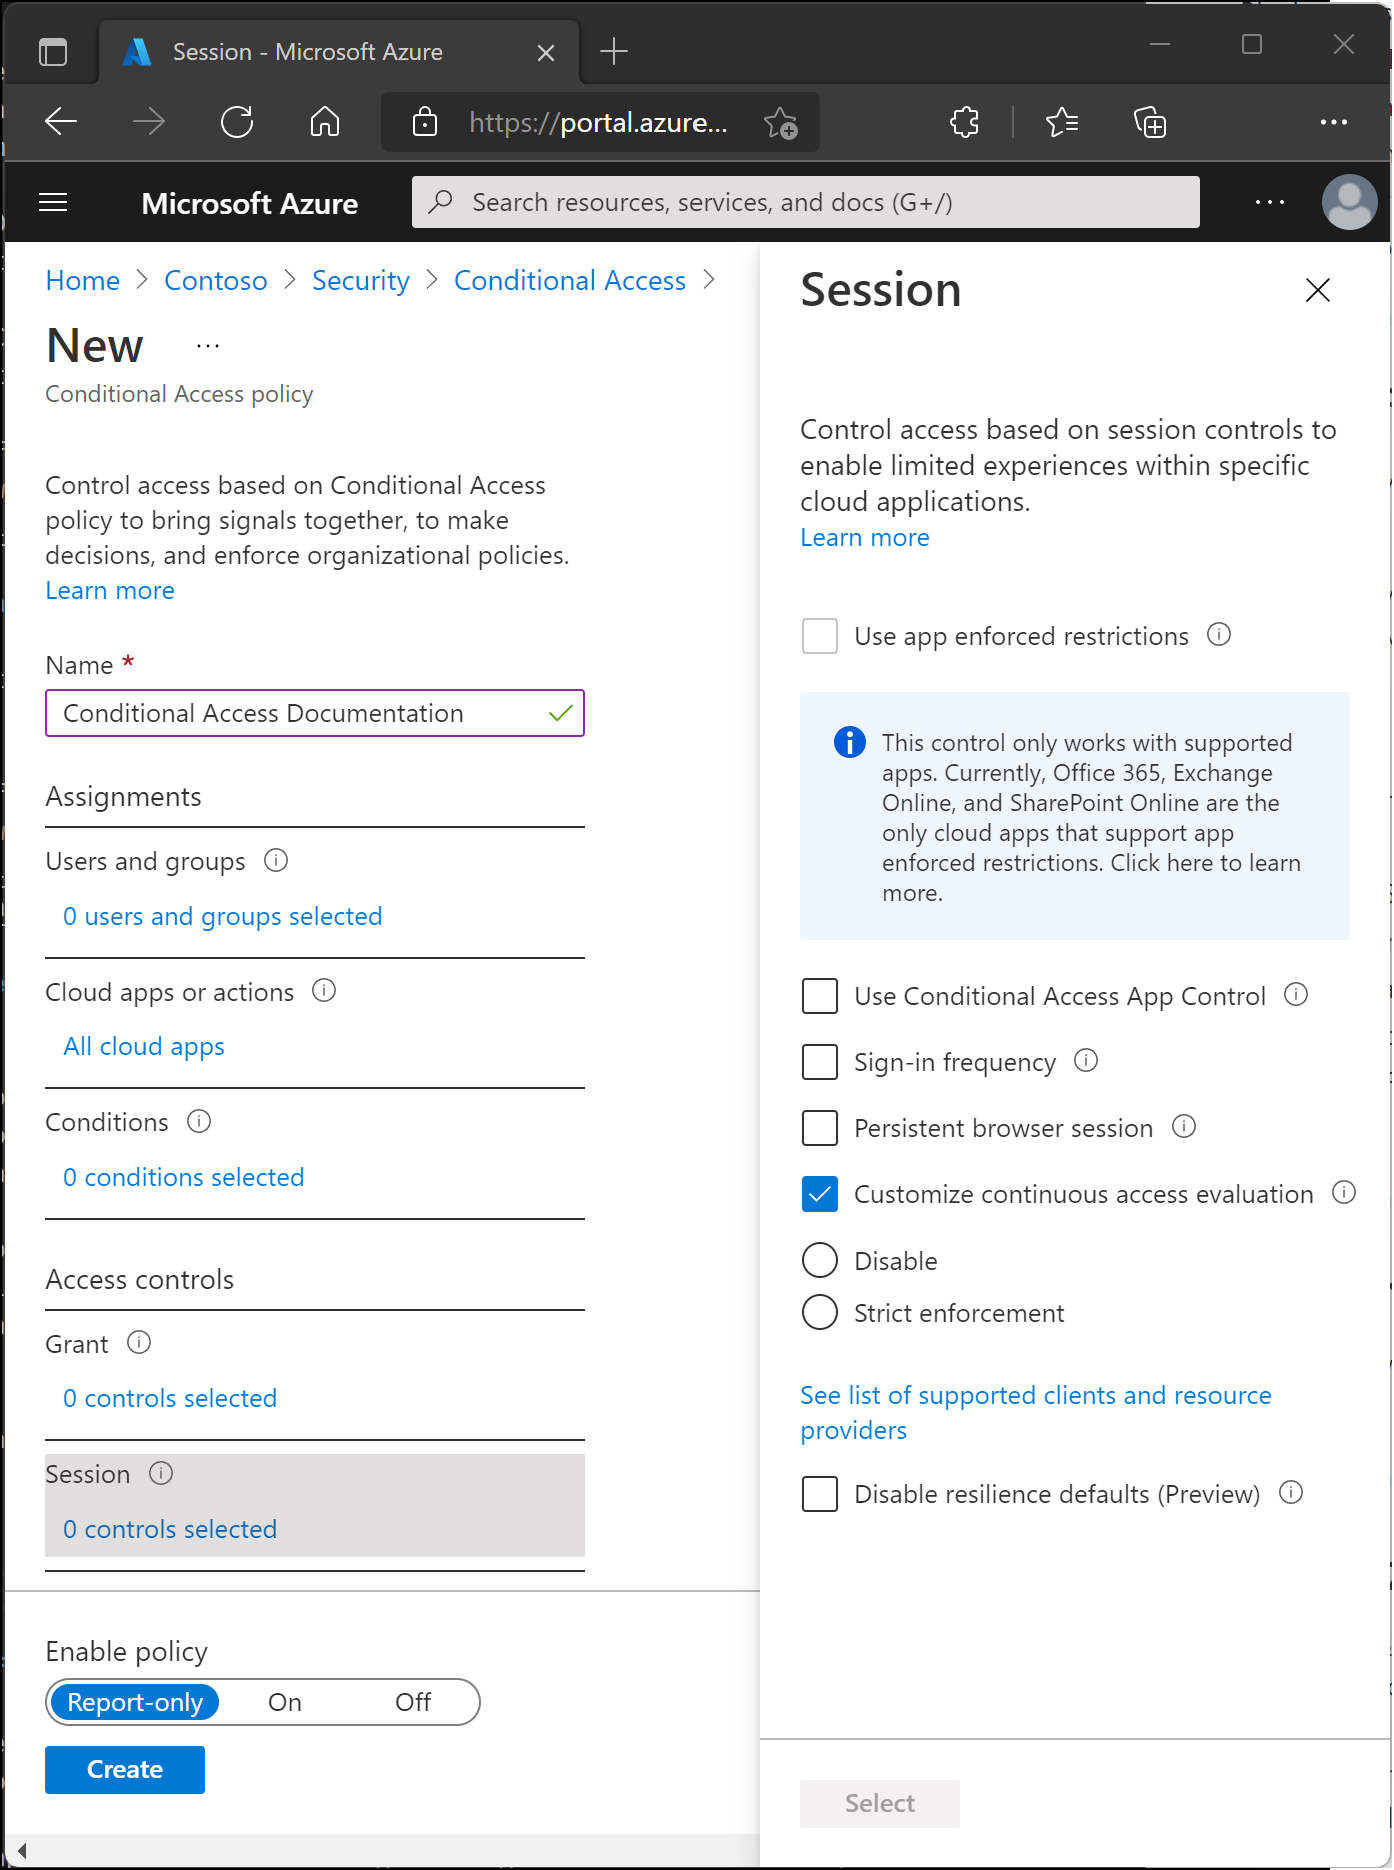 Session - Microsoft Azure
https://portal.azure...
Microsoft Azure
Search resources, services, and docs (G+/)
Home > Contoso > Security > Conditional Access >
New ...
Conditional Access policy
Control access based on Conditional Access
policy to bring signals together, to make
decisions, and enforce organizational policies.
Learn more
Name *
Conditional Access Documentation
Assignments
Users and groups
0 users and groups selected
Cloud apps or actions
All cloud apps
Conditions
0 conditions selected
Access controls
Grant
0 controls selected
Session
0 controls selected
Enable policy
Report-only On Off
Create
Session
Control access based on session controls to
enable limited experiences within specific
cloud applications.
Learn more
Use app enforced restrictions
This control only works with supported
apps. Currently, Office 365, Exchange
Online, and SharePoint Online are the
only cloud apps that support app
enforced restrictions. Click here to learn
more.
Use Conditional Access App Control
Sign-in frequency
Persistent browser session
Customize continuous access evaluation
Disable
Strict enforcement
See list of supported clients and resource
providers
Disable resilience defaults (Preview)
Select